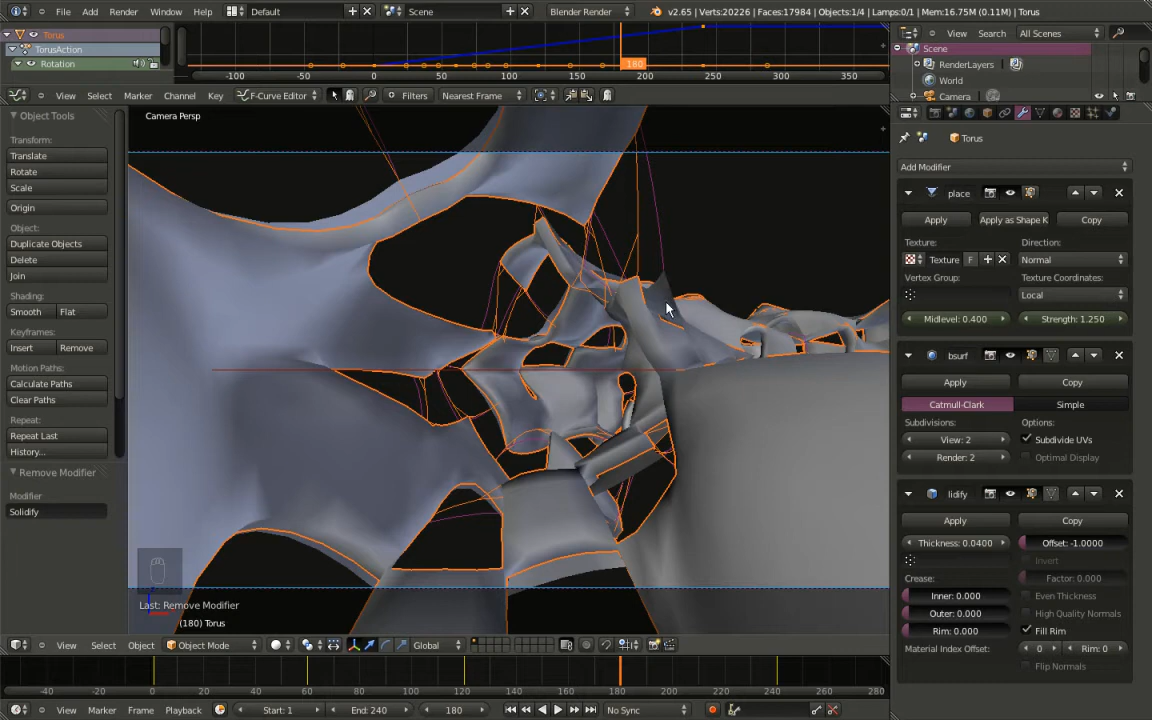 File Add Render Window Help Default Scene Blender Render v2.65 | Verts:20226 | Faces:17984 | Objects:1/4 | Lamps:0/1 | Mem:16.75M (0.11M) | Torus
Torus
TorusAction
Rotation
-100 -50 0 50 100 150 180 200 250 300 350
View Select Marker Channel Key F-Curve Editor Filters Nearest Frame
View Search All Scenes
Scene
RenderLayers
World
Camera
Object Tools
Transform:
Translate
Rotate
Scale
Origin
Object:
Duplicate Objects
Delete
Join
Shading:
Smooth Flat
Keyframes:
Insert Remove
Motion Paths:
Calculate Paths
Clear Paths
Repeat:
Repeat Last
History...
Remove Modifier
Modifier
Solidify
Camera Persp
Last: Remove Modifier
(180) Torus
Torus
Add Modifier
place
Apply Apply as Shape K Copy
Texture: Direction:
Texture F Normal
Vertex Group: Texture Coordinates:
Local
Midlevel: 0.400 Strength: 1.250
bsurf
Apply Copy
Catmull-Clark Simple
Subdivisions: Options:
View: 2 Subdivide UVs
Render: 2 Optimal Display
lidify
Apply Copy
Thickness: 0.0400 Offset: -1.0000
Invert
Crease: Factor: 0.000
Inner: 0.000 Even Thickness
Outer: 0.000 High Quality Normals
Rim: 0.000 Fill Rim
Material Index Offset: 0 Rim: 0
Flip Normals
View Select Object Object Mode Global
-40 -20 0 20 40 60 80 100 120 140 160 180 200 220 240 260 280
View Marker Frame Playback Start: 1 End: 240 180 No Sync